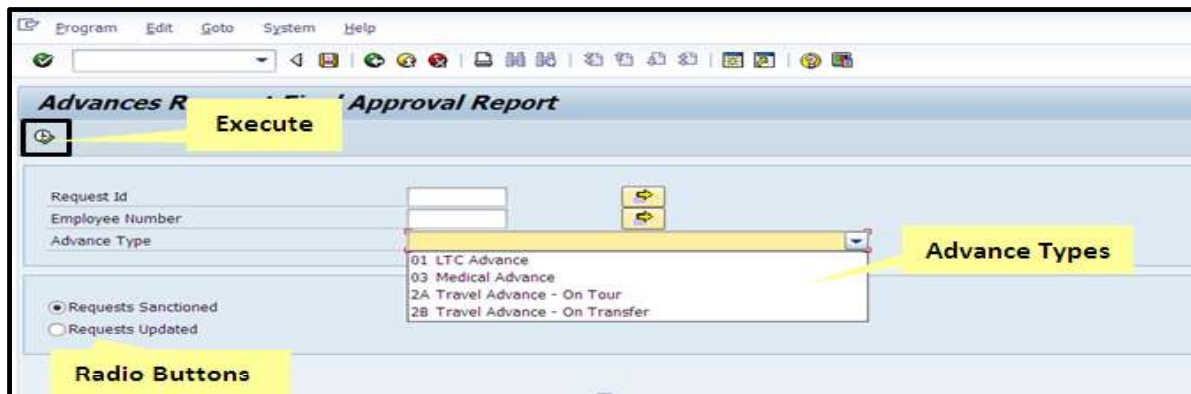 Program Edit Goto System Help
Advances R Final Approval Report
Execute
Request Id
Employee Number
Advance Type
01 LTC Advance
03 Medical Advance
2A Travel Advance - On Tour
2B Travel Advance - On Transfer
Advance Types
Requests Sanctioned
Requests Updated
Radio Buttons